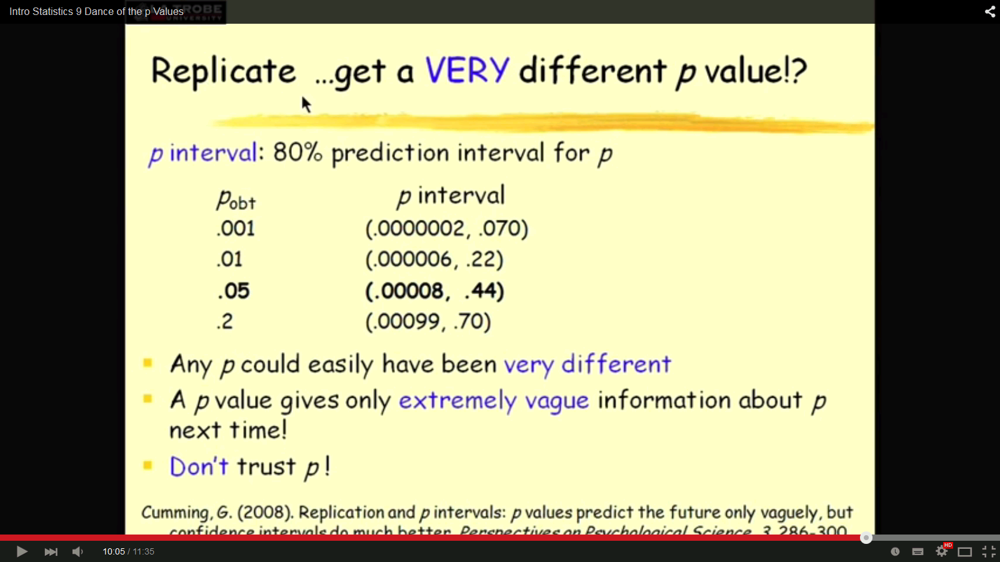 Intro Statistics 9 Dance of the p Values
LA TROBE
UNIVERSITY
Replicate ...get a VERY different p value!?
p interval: 80% prediction interval for p
pobt p interval
.001 (.0000002, .070)
.01 (.000006, .22)
.05 (.00008, .44)
.2 (.00099, .70)
Any p could easily have been very different
A p value gives only extremely vague information about p
next time!
Don't trust p !
Cumming, G. (2008). Replication and p intervals: p values predict the future only vaguely, but
confidence intervals do much better. Perspectives on Psychological Science, 3, 286-300.
10:05 / 11:35
HD